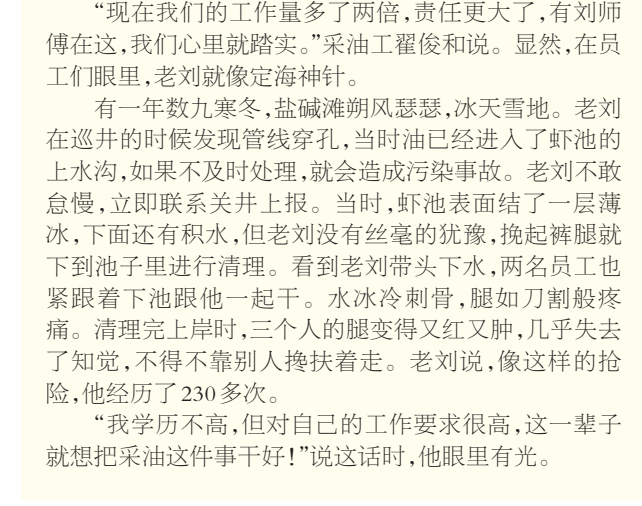 “现在我们的工作量多了两倍,责任更大了,有刘师
傅在这,我们心里就踏实。”采油工翟俊和说。显然,在员
工们眼里,老刘就像定海神针。
有一年数九寒冬,盐碱滩朔风瑟瑟,冰天雪地。老刘
在巡井的时候发现管线穿孔,当时油已经进入了虾池的
上水沟,如果不及时处理,就会造成污染事故。老刘不敢
怠慢,立即联系关井上报。当时,虾池表面结了一层薄
冰,下面还有积水,但老刘没有丝毫的犹豫,挽起裤腿就
下到池子里进行清理。看到老刘带头下水,两名员工也
紧跟着下池跟他一起干。水冰冷刺骨,腿如刀割般疼
痛。清理完上岸时,三个人的腿变得又红又肿,几乎失去
了知觉,不得不靠别人搀扶着走。老刘说,像这样的抢
险,他经历了230多次。
“我学历不高,但对自己的工作要求很高,这一辈子
就想把采油这件事干好!”说这话时,他眼里有光。